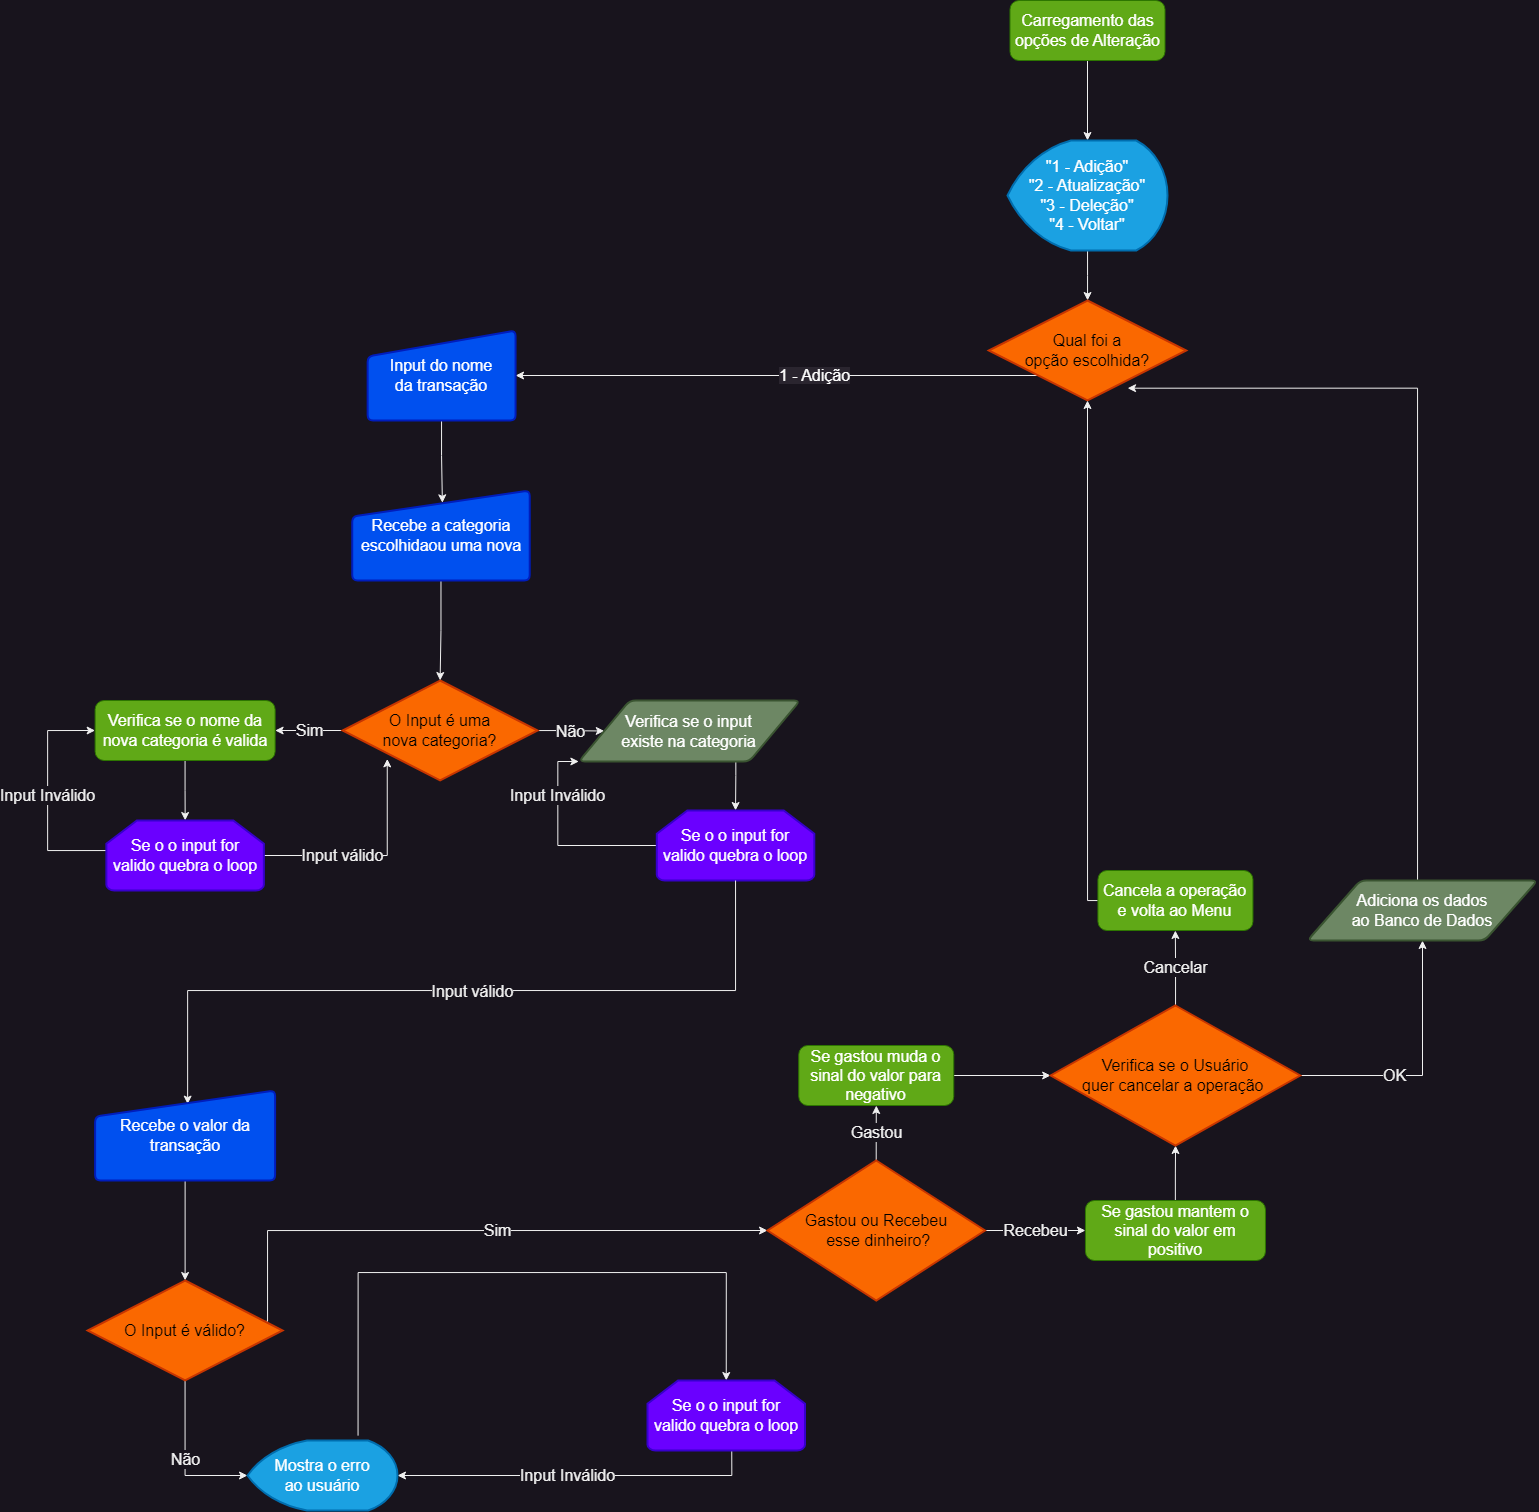 Carregamento das
opções de Alteração
"1 - Adição"
"2 - Atualização"
"3 - Deleção"
"4 - Voltar"
Qual foi a
opção escolhida?
1 - Adição
Input do nome
da transação
Recebe a categoria
escolhidaou uma nova
O Input é uma
nova categoria?
Sim
Não
Verifica se o nome da
nova categoria é valida
Verifica se o input
existe na categoria
Input Inválido
Input Inválido
Se o o input for
valido quebra o loop
Input válido
Se o o input for
valido quebra o loop
Cancela a operação
e volta ao Menu
Adiciona os dados
ao Banco de Dados
Cancelar
Input válido
Se gastou muda o
sinal do valor para
negativo
Verifica se o Usuário
quer cancelar a operação
OK
Recebe o valor da
transação
Gastou
Sim
Gastou ou Recebeu
esse dinheiro?
Recebeu
Se gastou mantem o
sinal do valor em
positivo
O Input é válido?
Se o o input for
valido quebra o loop
Não
Mostra o erro
ao usuário
Input Inválido